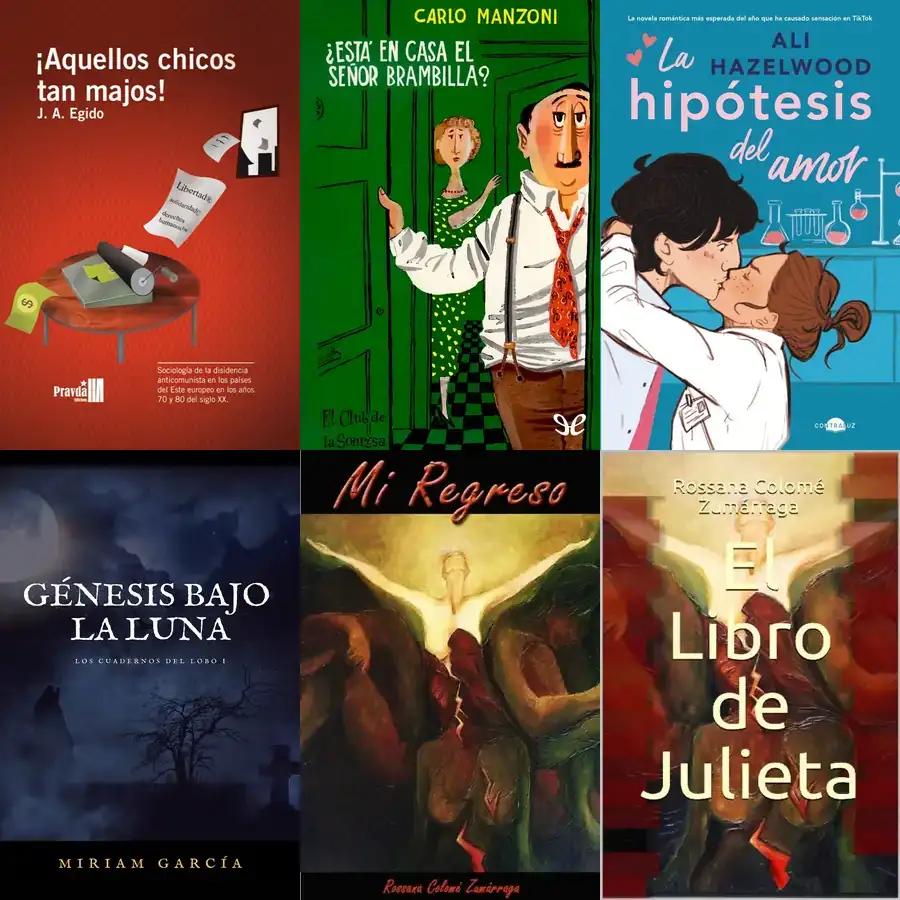 ¡Aquellos chicos
tan majos!
J. A. Egido
Libertad
solidaridad
derechos
humanos
$
Pravda
Sociología de la disidencia
anticomunista en los países
del Este europeo en los años
70 y 80 del siglo XX.
CARLO MANZONI
¿ESTÁ EN CASA EL
SEÑOR BRAMBILLA?
El Club de
la Sonrisa
La novela romántica más esperada del año que ha causado sensación en TikTok
ALI
HAZELWOOD
La
hipótesis
del amor
CONTRALUZ
GÉNESIS BAJO
LA LUNA
LOS CUADERNOS DEL LOBO I
MIRIAM GARCÍA
Mi Regreso
Rossana Colomé Zumárraga
Rossana Colomé
Zumárraga
El
Libro
de
Julieta